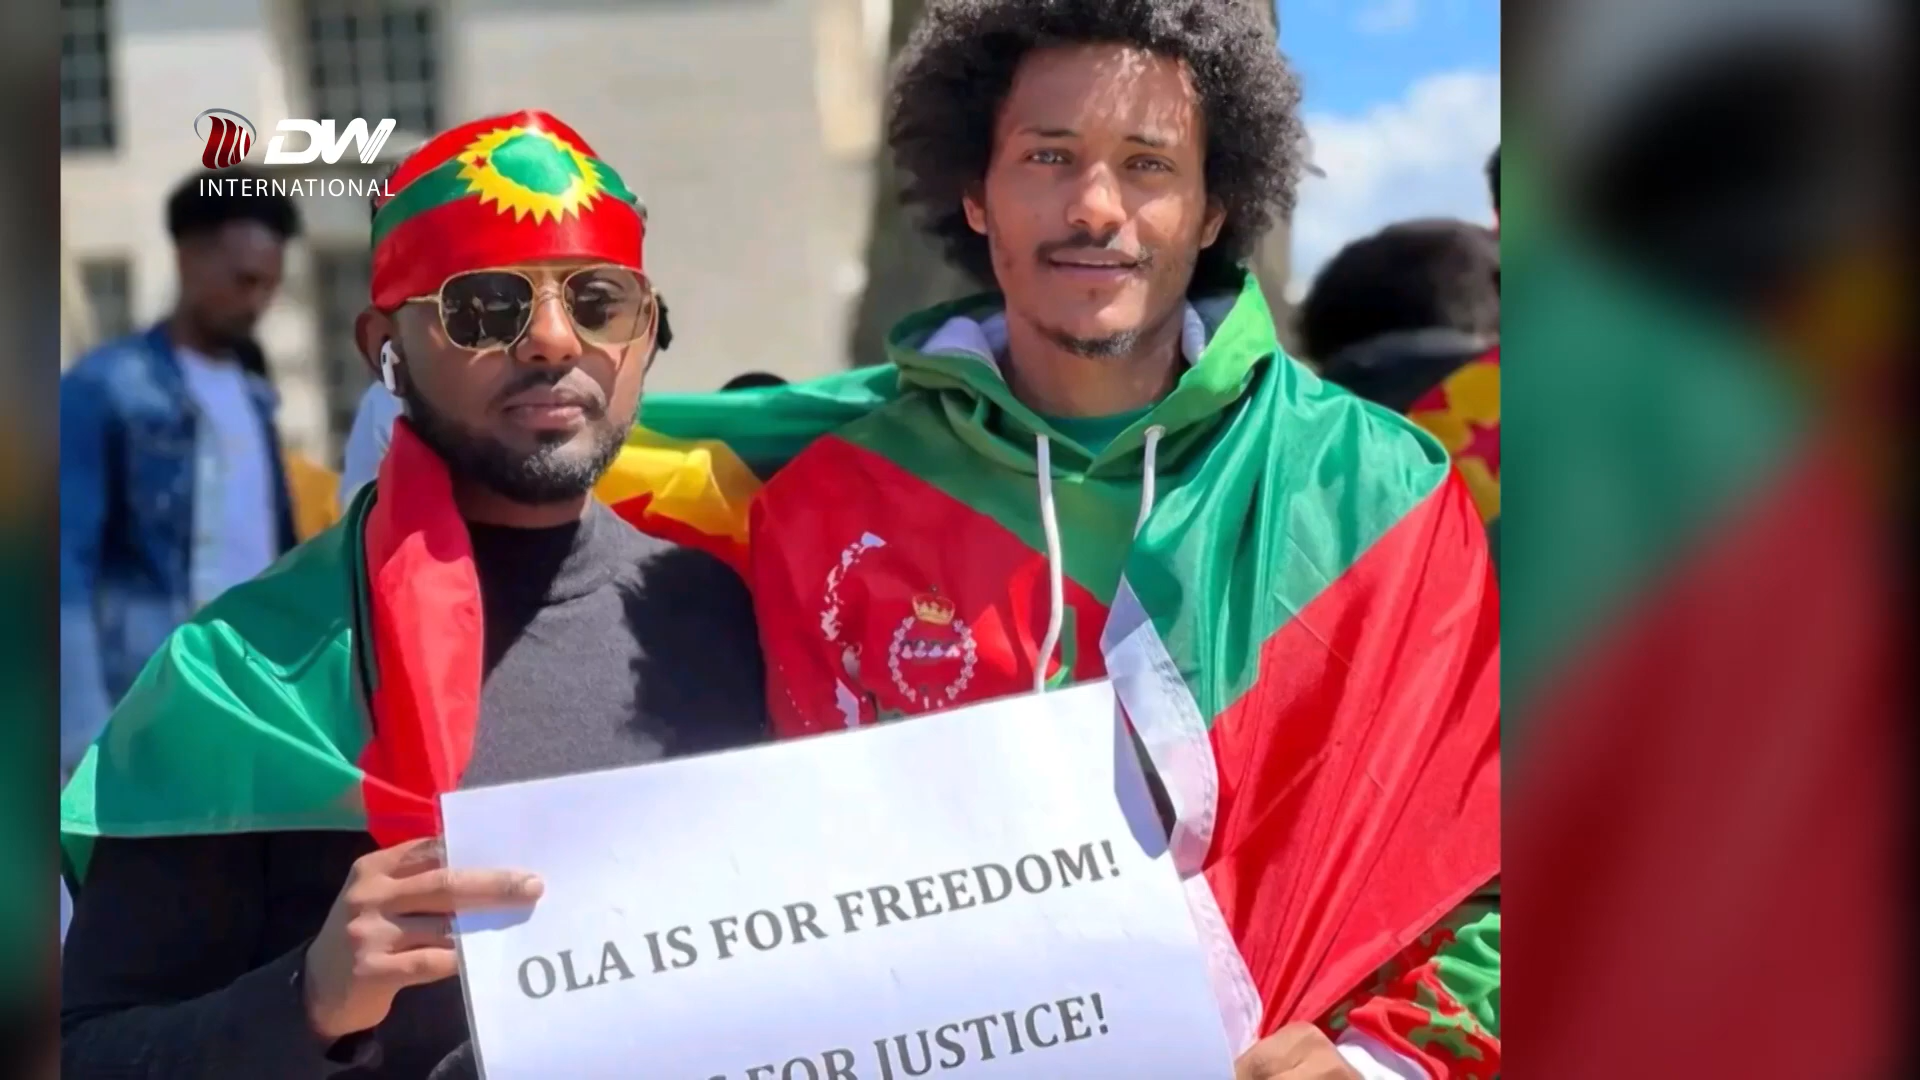 DW
INTERNATIONAL
OLA IS FOR FREEDOM!
FOR JUSTICE!